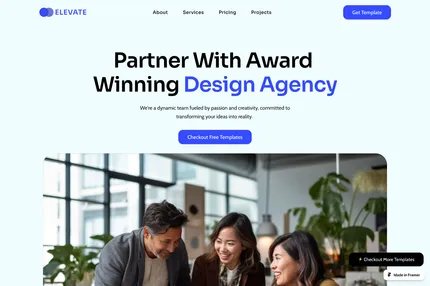 ELEVATE
About Services Pricing Projects
Get Template
Partner With Award
Winning Design Agency
We're a dynamic team fueled by passion and creativity, committed to
transforming your ideas into reality.
Checkout Free Templates
Checkout More Templates
Made in Framer